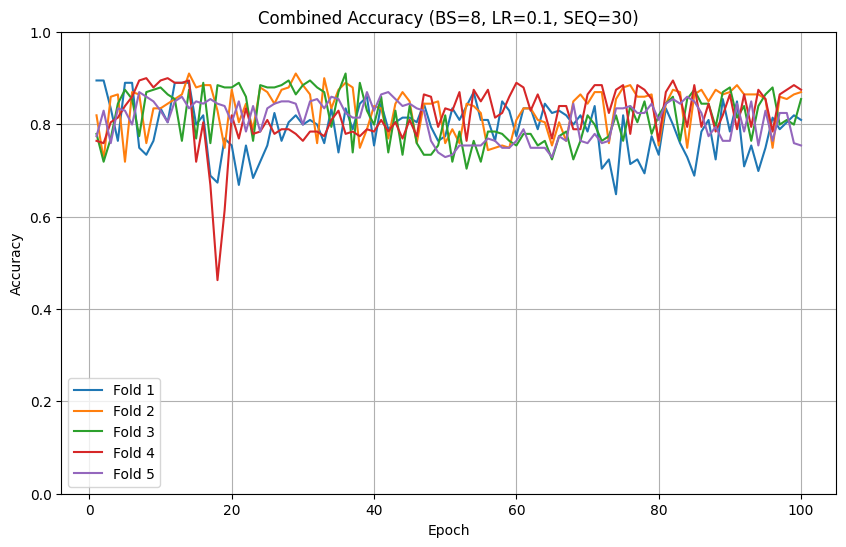 Combined Accuracy (BS=8, LR=0.1, SEQ=30)
1.0
0.8
0.6
0.4
0.2
0.0
Accuracy
Fold 1
Fold 2
Fold 3
Fold 4
Fold 5
0 20 40 60 80 100
Epoch